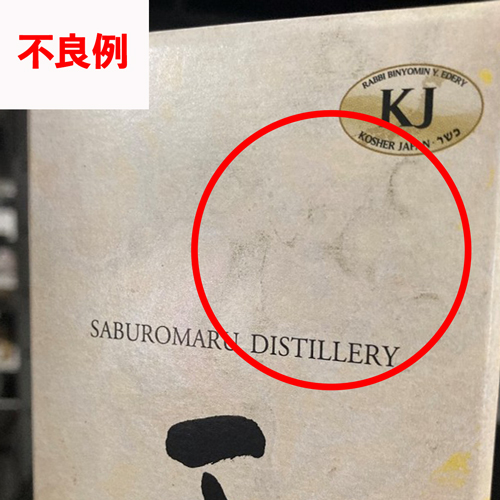 不良例
RABBI BINYOMIN Y. EDERY
KJ
KOSHER JAPAN · כשר
SABUROMARU DISTILLERY